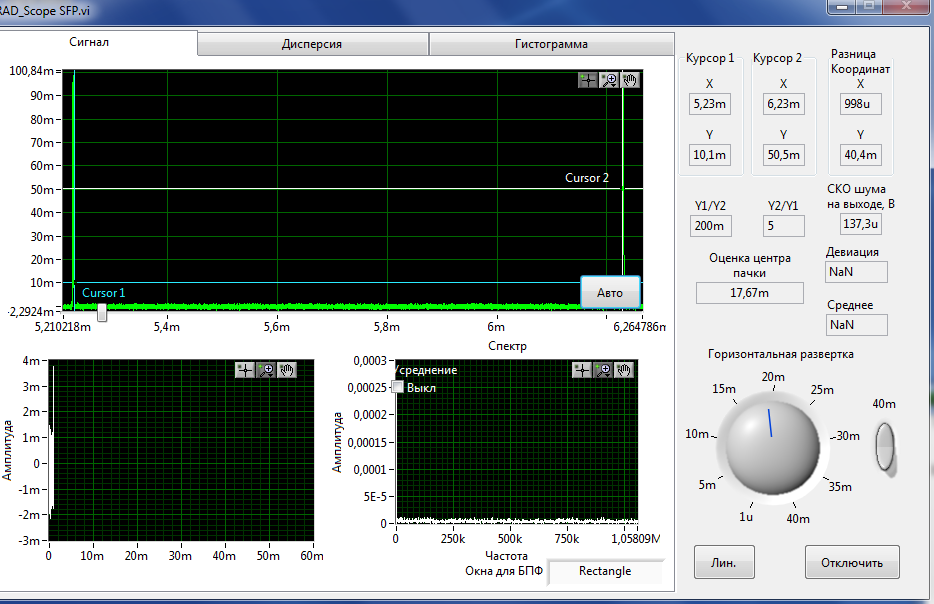 RAD_Scope SFP.vi
Сигнал
Дисперсия
Гистограмма
100,84m
90m
80m
70m
60m
50m
40m
30m
20m
10m
-2,2924m
Cursor 2
Cursor 1
Авто
5,210218m
5,4m
5,6m
5,8m
6m
6,264786m
Курсор 1
X
5,23m
Y
10,1m
Курсор 2
X
6,23m
Y
50,5m
Разница
Координат
X
998u
Y
40,4m
Y1/Y2
200m
Y2/Y1
5
СКО шума
на выходе, В
137,3u
Оценка центра
пачки
17,67m
Девиация
NaN
Среднее
NaN
Амплитуда
4m
3m
2m
1m
0
-1m
-2m
-3m
0
10m
20m
30m
40m
50m
60m
Спектр
Амплитуда
0,0003
0,00025
0,0002
0,00015
0,0001
5E-5
0
Усреднение
Выкл
0
250k
500k
750k
1,05809M
Частота
Окна для БПФ
Rectangle
Горизонтальная развертка
1u
5m
10m
15m
20m
25m
30m
35m
40m
40m
Лин.
Отключить